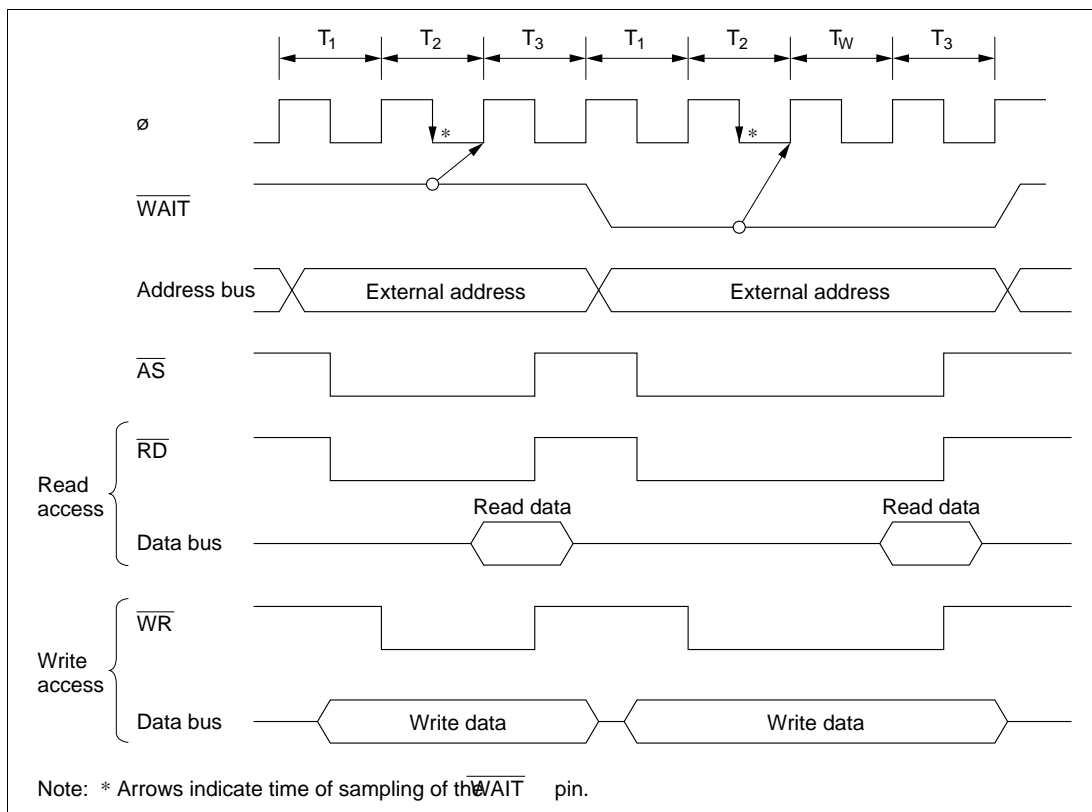 T1 T2 T3 T1 T2 TW T3
ø
* *
WAIT
Address bus External address External address
AS
RD
Read access
Read data Read data
Data bus
WR
Write access
Data bus Write data Write data
Note: * Arrows indicate time of sampling of the WAIT pin.